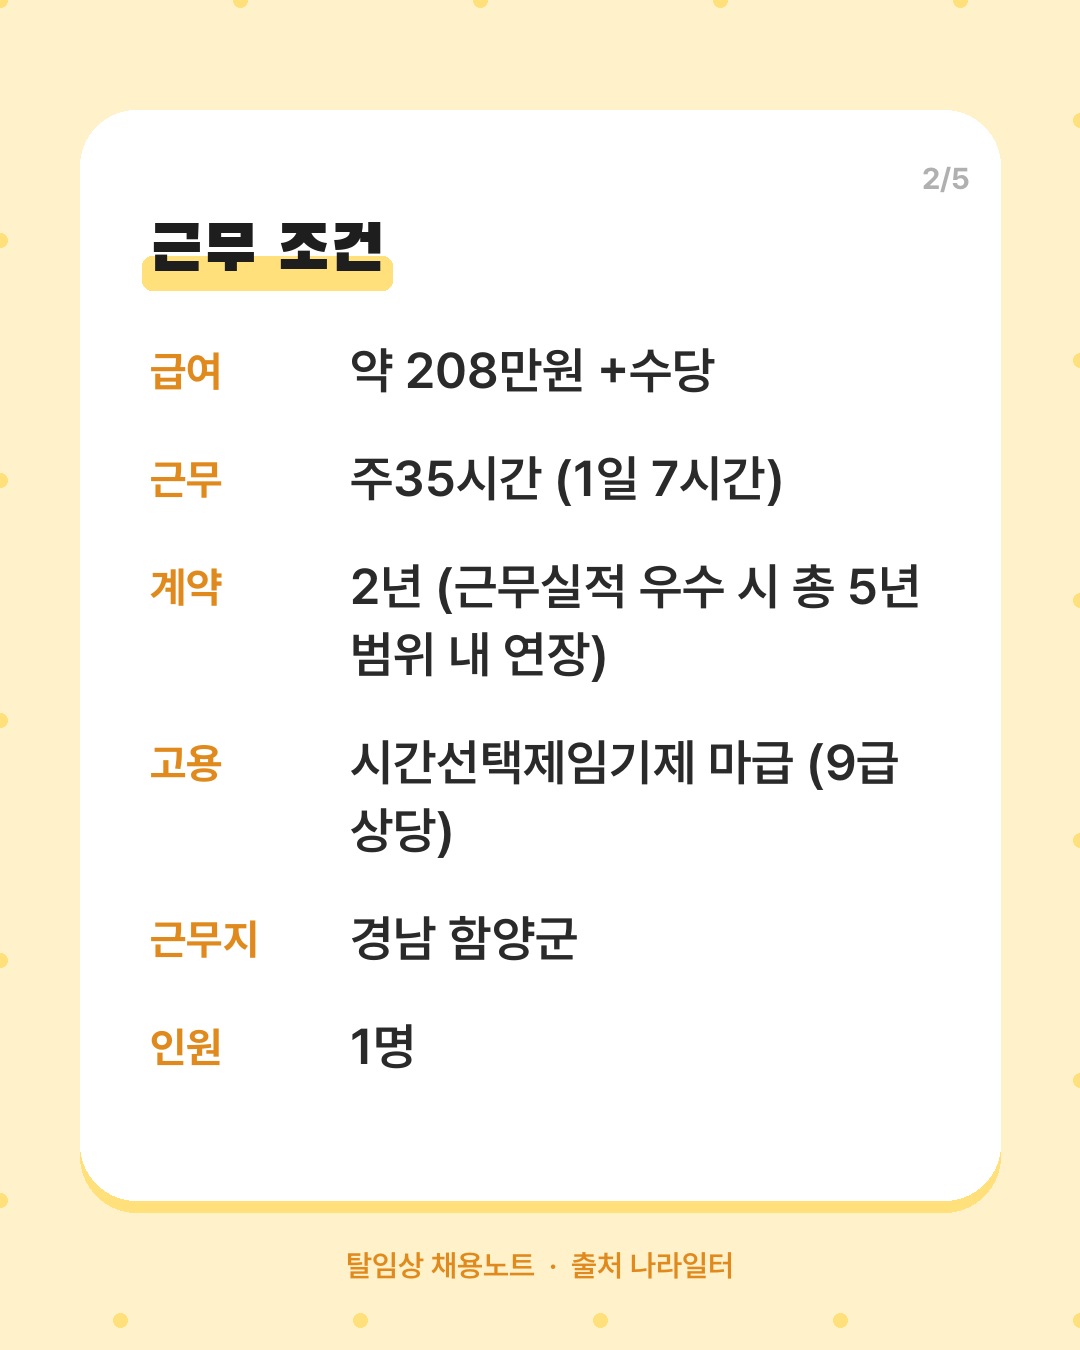 2/5
근무 조건
급여 약 208만원 +수당
근무 주35시간 (1일 7시간)
계약 2년 (근무실적 우수 시 총 5년
범위 내 연장)
고용 시간선택제임기제 마급 (9급
상당)
근무지 경남 함양군
인원 1명
탈임상 채용노트 · 출처 나라일터